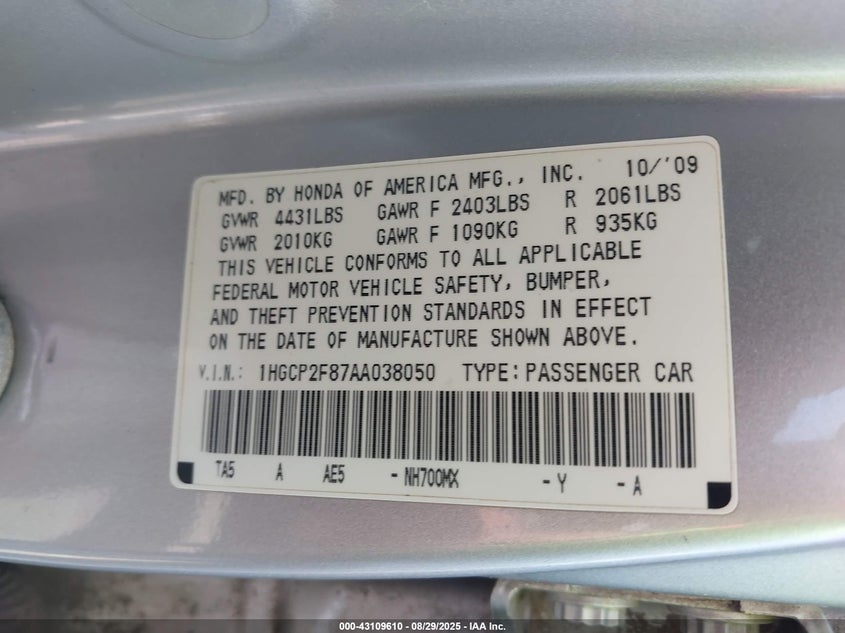 MFD. BY HONDA OF AMERICA MFG., INC. 10/'09
GVWR 4431LBS GAWR F 2403LBS R 2061LBS
GVWR 2010KG GAWR F 1090KG R 935KG
THIS VEHICLE CONFORMS TO ALL APPLICABLE
FEDERAL MOTOR VEHICLE SAFETY, BUMPER,
AND THEFT PREVENTION STANDARDS IN EFFECT
ON THE DATE OF MANUFACTURE SHOWN ABOVE.
V.I.N.: 1HGCP2F87AA038050 TYPE: PASSENGER CAR
TA5 A AE5 - NH700MX - Y - A
000-43109610 - 08/29/2025 - IAA Inc.